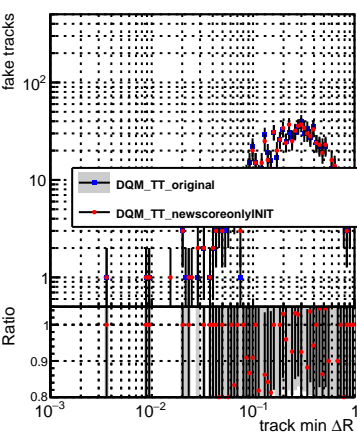 fake tracks
10²
10
1
DQM_TT_original
DQM_TT_newscoreonlyINIT
Ratio
1
0.9
0.8
10⁻³ 10⁻² 10⁻¹ 1
track min ΔR